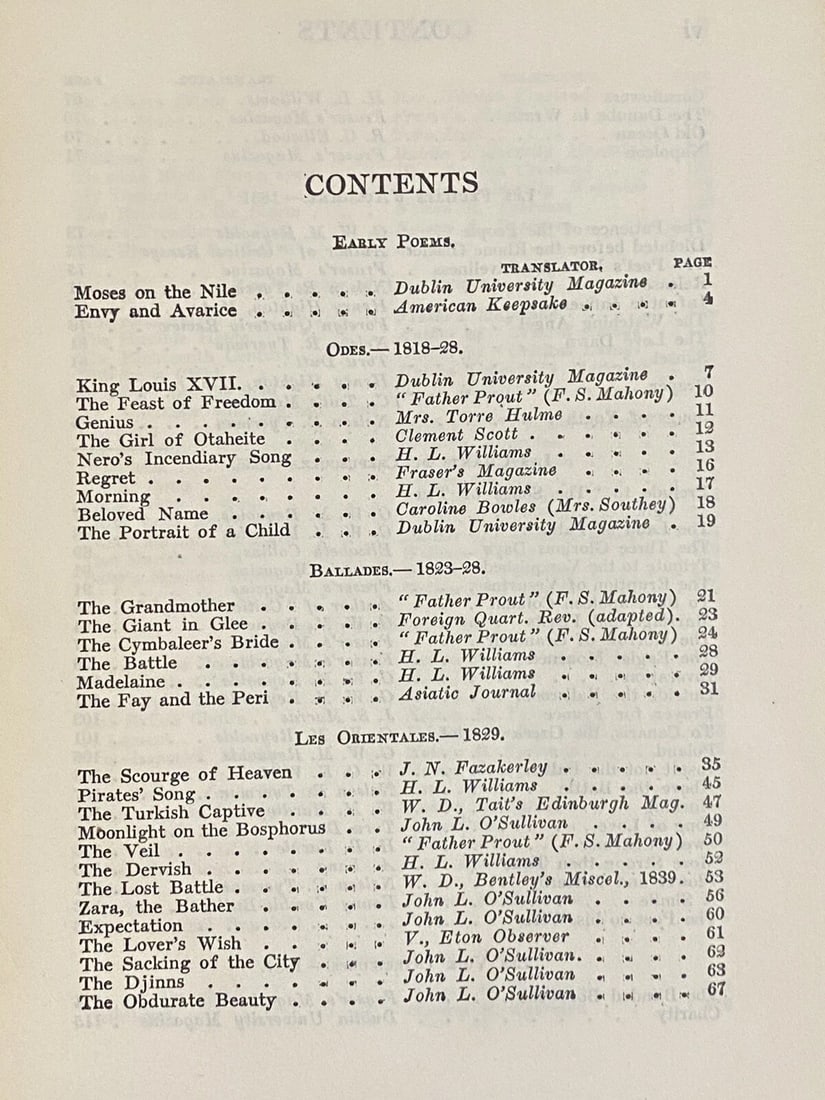 CONTENTS
EARLY POEMS.
TRANSLATOR. PAGE
Moses on the Nile . . . . . Dublin University Magazine . 1
Envy and Avarice . . . . . American Keepsake . . . . 4
ODES.—1818-28.
King Louis XVII. . . . . . Dublin University Magazine . 7
The Feast of Freedom . . . . "Father Prout" (F. S. Mahony) 10
Genius . . . . . . . . . Mrs. Torre Hulme . . . . 11
The Girl of Otaheite . . . . Clement Scott . . . . . 12
Nero's Incendiary Song . . . H. L. Williams . . . . . 13
Regret . . . . . . . . . Fraser's Magazine . . . . 16
Morning . . . . . . . . H. L. Williams . . . . . 17
Beloved Name . . . . . . Caroline Bowles (Mrs. Southey) 18
The Portrait of a Child . . . Dublin University Magazine . 19
BALLADES.—1823-28.
The Grandmother . . . . . "Father Prout" (F. S. Mahony) 21
The Giant in Glee . . . . . Foreign Quart. Rev. (adapted). 23
The Cymbaleer's Bride . . . . "Father Prout" (F. S. Mahony) 24
The Battle . . . . . . . H. L. Williams . . . . . 28
Madelaine . . . . . . . . H. L. Williams . . . . . 29
The Fay and the Peri . . . . Asiatic Journal . . . . . 31
LES ORIENTALES.—1829.
The Scourge of Heaven . . . J. N. Fazakerley . . . . . 35
Pirates' Song . . . . . . . H. L. Williams . . . . . 45
The Turkish Captive . . . . W. D., Tait's Edinburgh Mag. 47
Moonlight on the Bosphorus . . John L. O'Sullivan . . . . 49
The Veil . . . . . . . . "Father Prout" (F. S. Mahony) 50
The Dervish . . . . . . . H. L. Williams . . . . . 52
The Lost Battle . . . . . . W. D., Bentley's Miscel., 1839. 53
Zara, the Bather . . . . . John L. O'Sullivan . . . . 56
Expectation . . . . . . . John L. O'Sullivan . . . . 60
The Lover's Wish . . . . . V., Eton Observer . . . . 61
The Sacking of the City . . . John L. O'Sullivan. . . . . 62
The Djinns . . . . . . . John L. O'Sullivan . . . . 63
The Obdurate Beauty . . . . John L. O'Sullivan . . . . 67